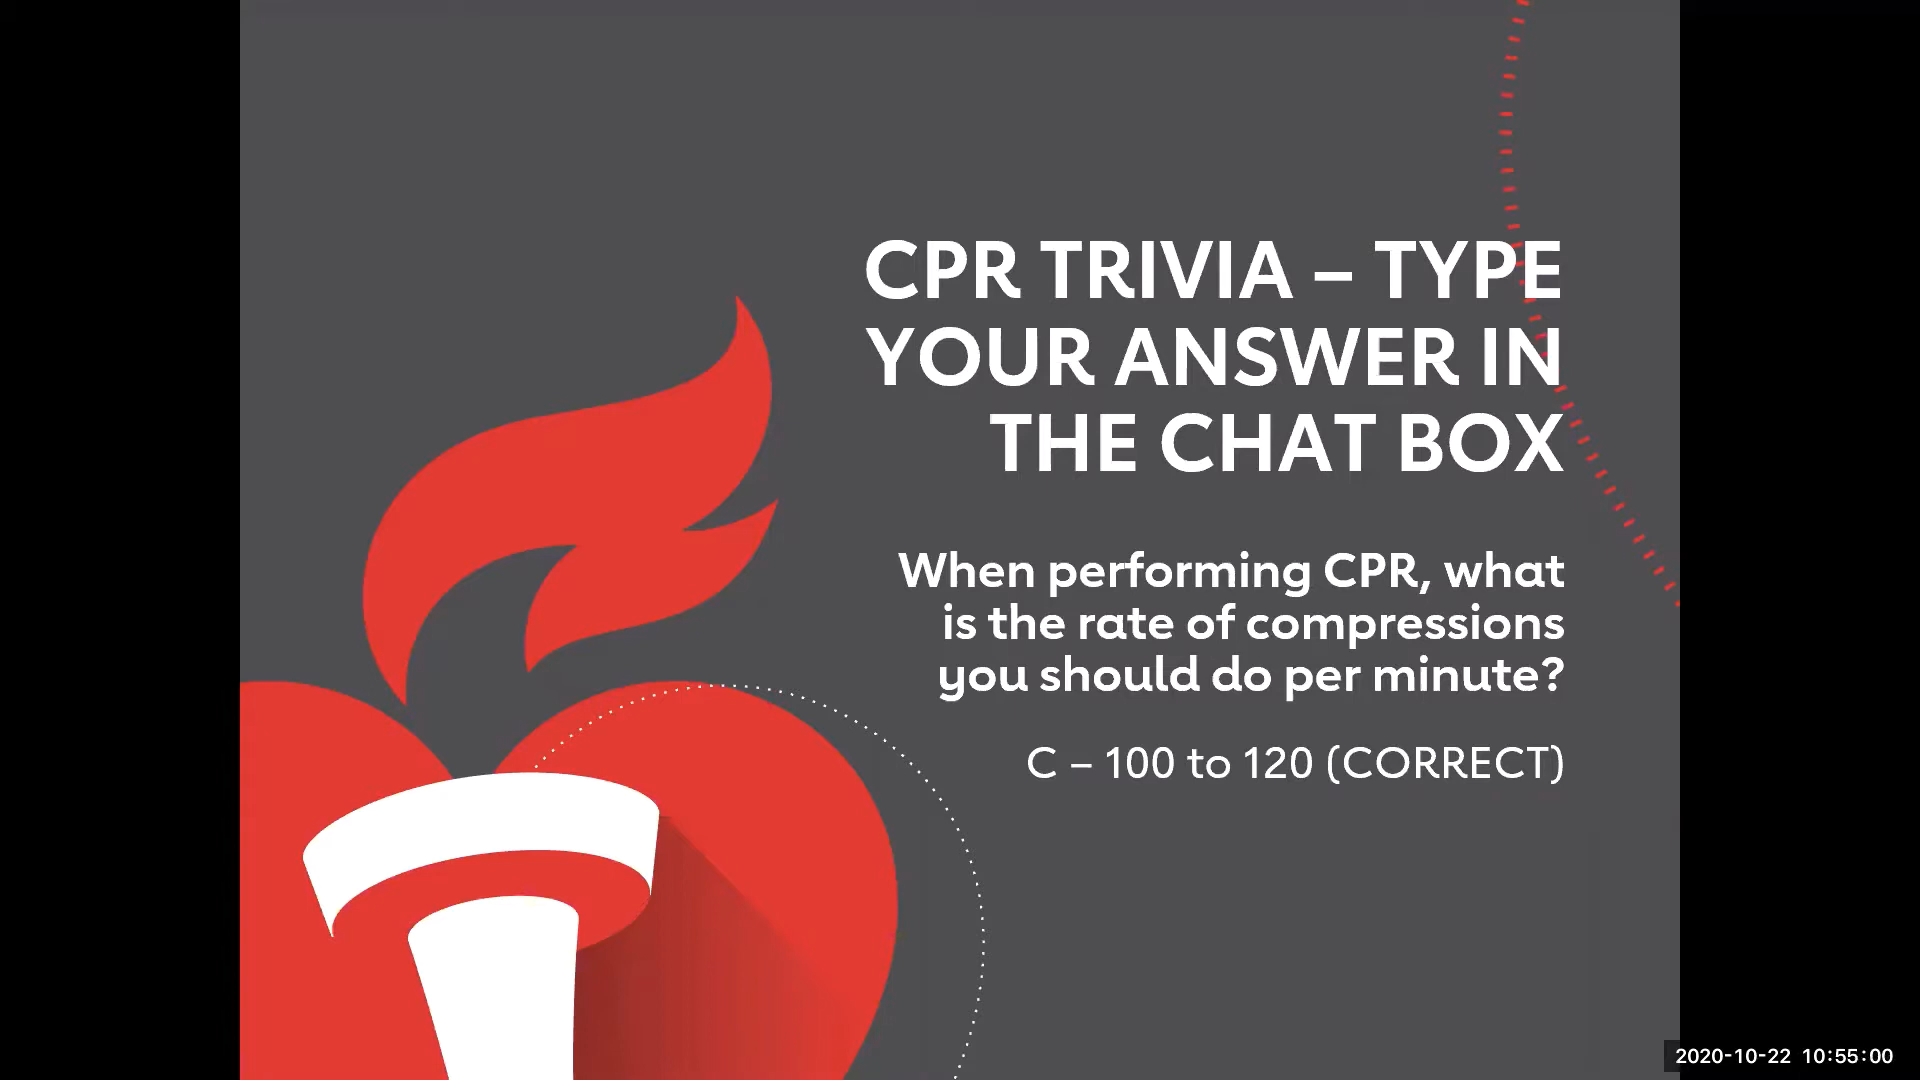 CPR TRIVIA – TYPE
YOUR ANSWER IN
THE CHAT BOX
When performing CPR, what
is the rate of compressions
you should do per minute?
C – 100 to 120 (CORRECT)
2020-10-22 10:55:00